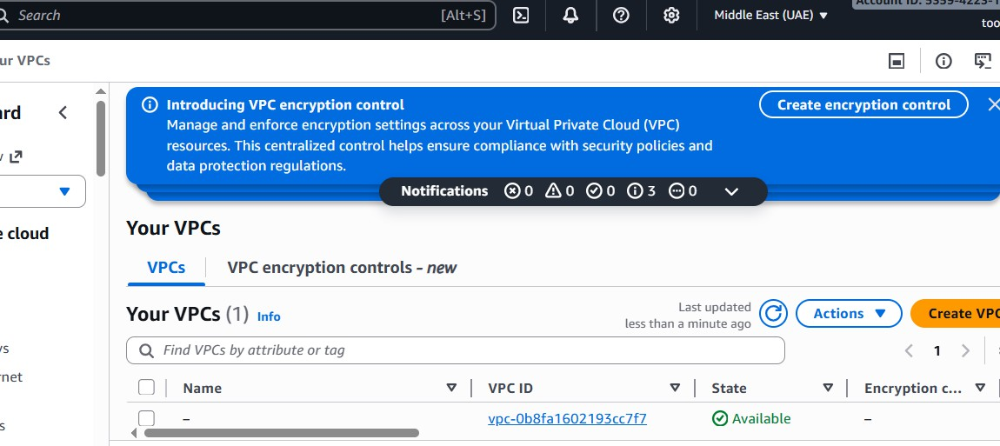 Search [Alt+S] Middle East (UAE)
Account ID: 5359-4223-1
too
ur VPCs
ard
Introducing VPC encryption control
Create encryption control
Manage and enforce encryption settings across your Virtual Private Cloud (VPC)
resources. This centralized control helps ensure compliance with security policies and
data protection regulations.
Notifications 0 0 0 3 0
e cloud
Your VPCs
VPCs VPC encryption controls - new
Your VPCs (1) Info
Last updated
less than a minute ago
Actions
Create VPC
Find VPCs by attribute or tag
1
Name VPC ID State Encryption c...
– vpc-0b8fa1602193cc7f7 Available –
ys
rnet
s